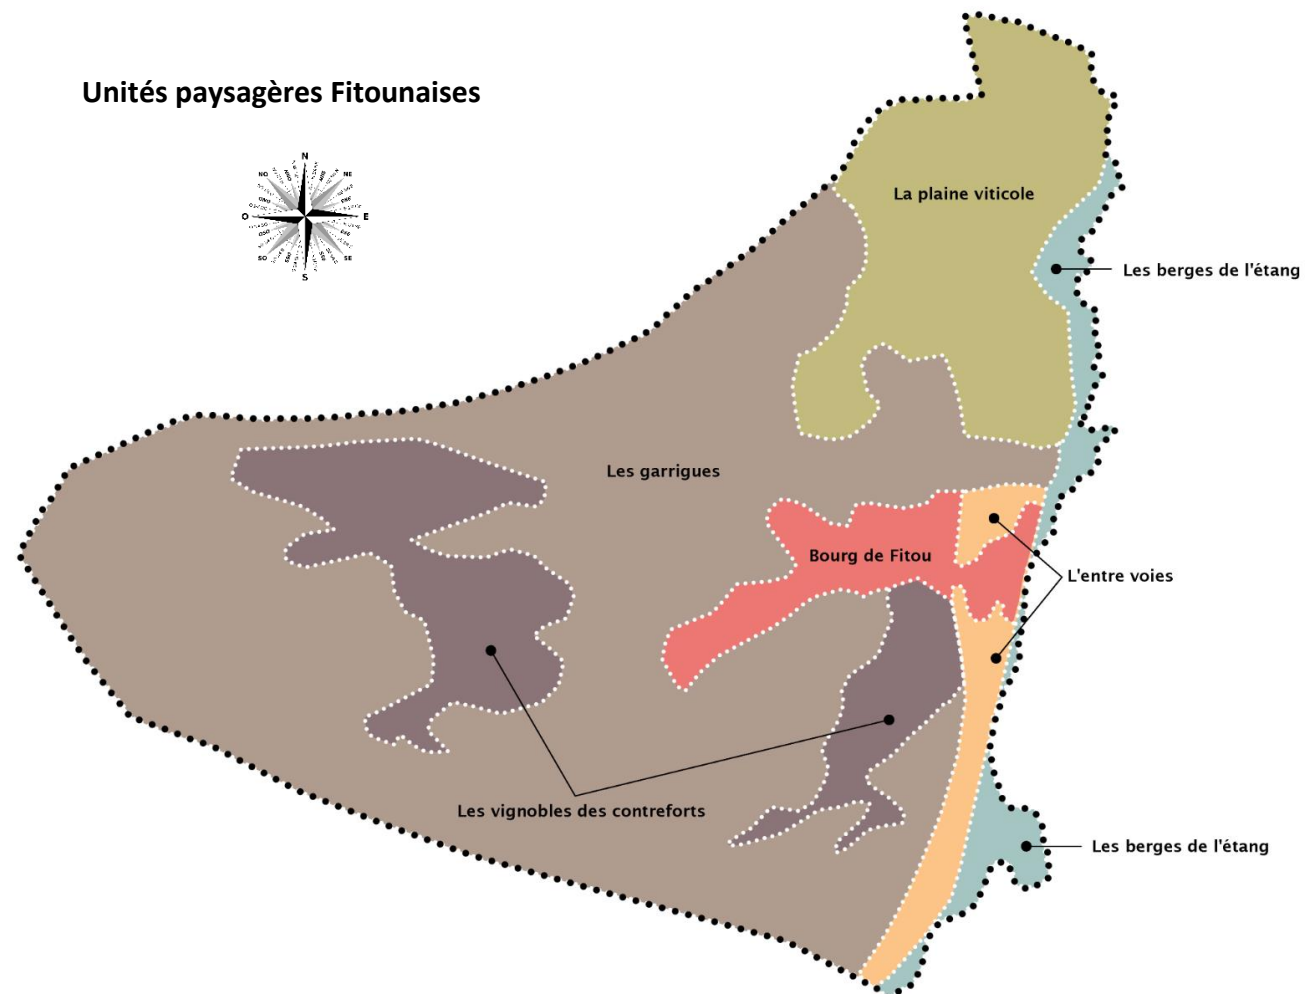 Unités paysagères Fitounaises
N
NO
NE
O
E
SO
SE
S
La plaine viticole
Les berges de l'étang
Les garrigues
Bourg de Fitou
L'entre voies
Les vignobles des contreforts
Les berges de l'étang